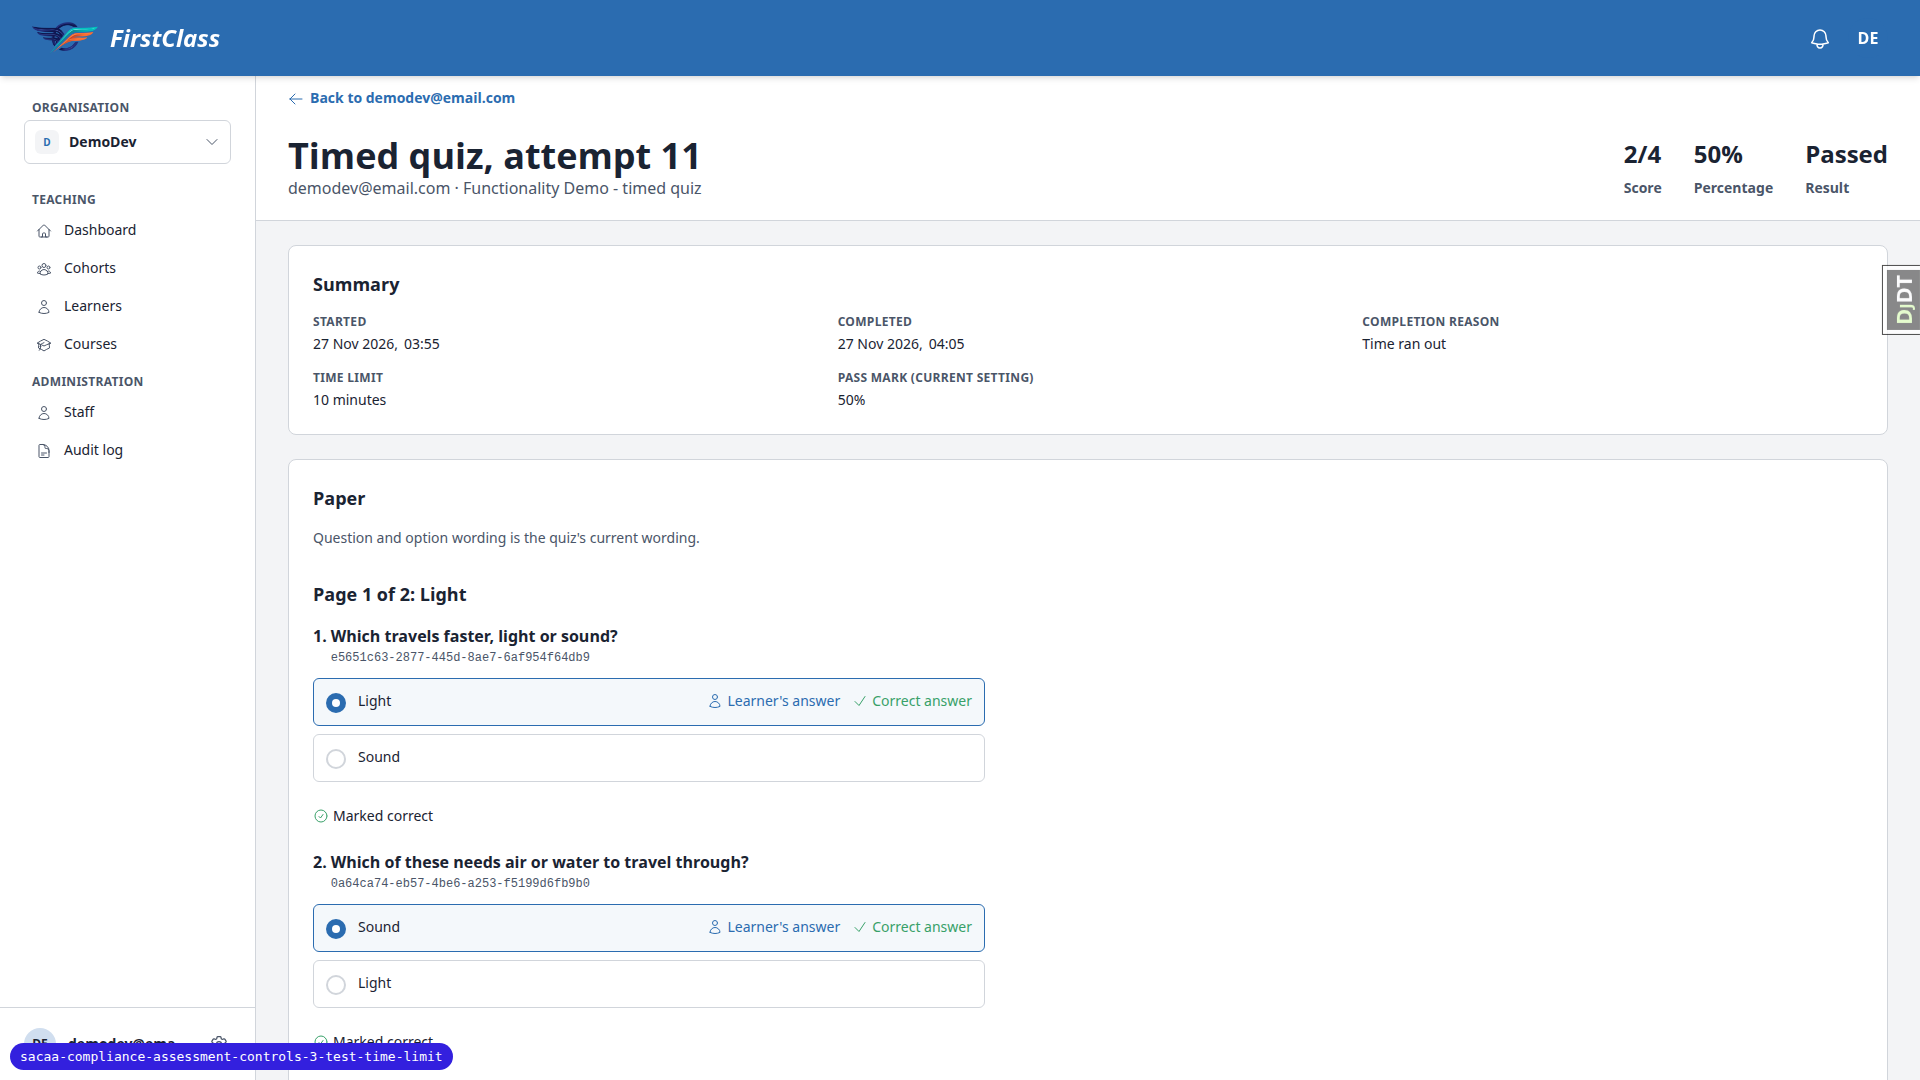 FirstClass
DE
ORGANISATION
D DemoDev
TEACHING
Dashboard
Cohorts
Learners
Courses
ADMINISTRATION
Staff
Audit log
DE demodev@ema
sacaa-compliance-assessment-controls-3-test-time-limit
Back to demodev@email.com
Timed quiz, attempt 11
demodev@email.com · Functionality Demo - timed quiz
2/4 50% Passed
Score Percentage Result
DjDT
Summary
STARTED COMPLETED COMPLETION REASON
27 Nov 2026, 03:55 27 Nov 2026, 04:05 Time ran out
TIME LIMIT PASS MARK (CURRENT SETTING)
10 minutes 50%
Paper
Question and option wording is the quiz's current wording.
Page 1 of 2: Light
1. Which travels faster, light or sound?
e5651c63-2877-445d-8ae7-6af954f64db9
Light Learner's answer Correct answer
Sound
Marked correct
2. Which of these needs air or water to travel through?
0a64ca74-eb57-4be6-a253-f5199d6fb9b0
Sound Learner's answer Correct answer
Light
Marked correct